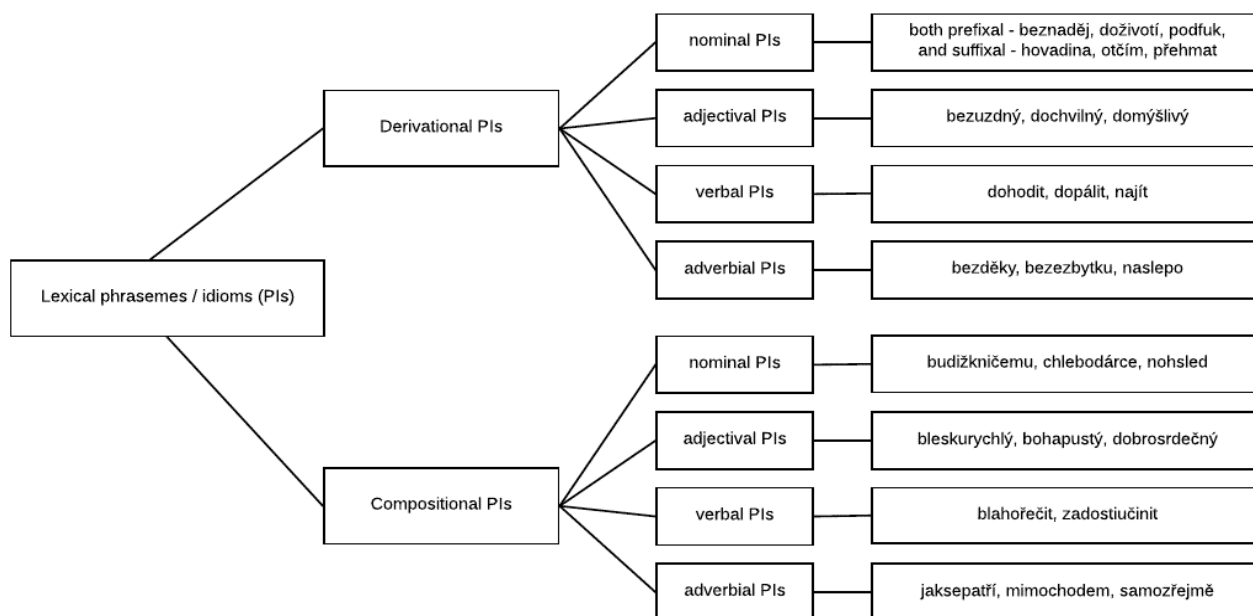 Lexical phrasemes / idioms (PIs)
Derivational PIs
nominal PIs
both prefixal - beznaděj, doživotí, podfuk,
and suffixal - hovadina, otčím, přehmat
adjectival PIs
bezuzdný, dochvilný, domýšlivý
verbal PIs
dohodit, dopálit, najít
adverbial PIs
bezděky, bezezbytku, naslepo
Compositional PIs
nominal PIs
budižkničemu, chlebodárce, nohsled
adjectival PIs
bleskurychlý, bohapustý, dobrosrdečný
verbal PIs
blahořečit, zadostiučinit
adverbial PIs
jaksepatří, mimochodem, samozřejmě